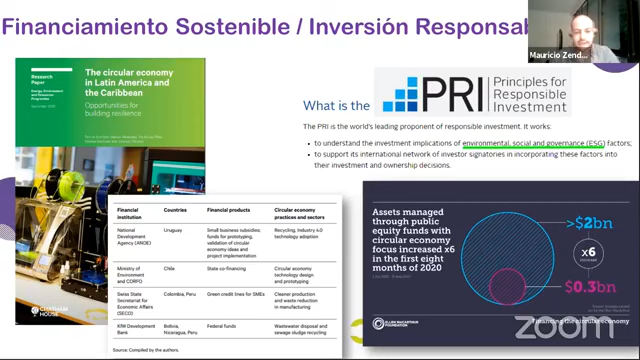 Financiamiento Sostenible / Inversión Responsab
Mauricio Zend...
Research
Paper
Energy, Environment
and Resources
Programme
September 2020
The circular economy
in Latin America and
the Caribbean
Opportunities for
building resilience
CHATHAM
HOUSE
What is the
PRI
Principles for
Responsible
Investment
The PRI is the world's leading proponent of responsible investment. It works:
• to understand the investment implications of environmental, social and governance (ESG) factors;
• to support its international network of investor signatories in incorporating these factors into
their investment and ownership decisions.
Financial
institution
Countries
Financial products
Circular economy
practices and sectors
National
Development
Agency (ANDE)
Uruguay
Small business subsidies;
funds for prototyping,
validation of circular
economy ideas and
project implementation
Recycling, Industry 4.0
technology adoption
Ministry of
Environment
and CORFO
Chile
State co-financing
Circular economy
technology design
and prototyping
Swiss State
Secretariat for
Economic Affairs
(SECO)
Colombia, Peru
Green credit lines for SMEs
Cleaner production
and waste reduction
in manufacturing
KfW Development
Bank
Bolivia,
Nicaragua, Peru
Federal funds
Wastewater disposal and
sewage sludge recycling
Source: Compiled by the authors.
Assets managed
through public
equity funds with
circular economy
focus increased x6
in the first eight
months of 2020
>$2bn
x6
$0.3bn
ELLEN MACARTHUR
FOUNDATION
Financing the circular economy
zoom